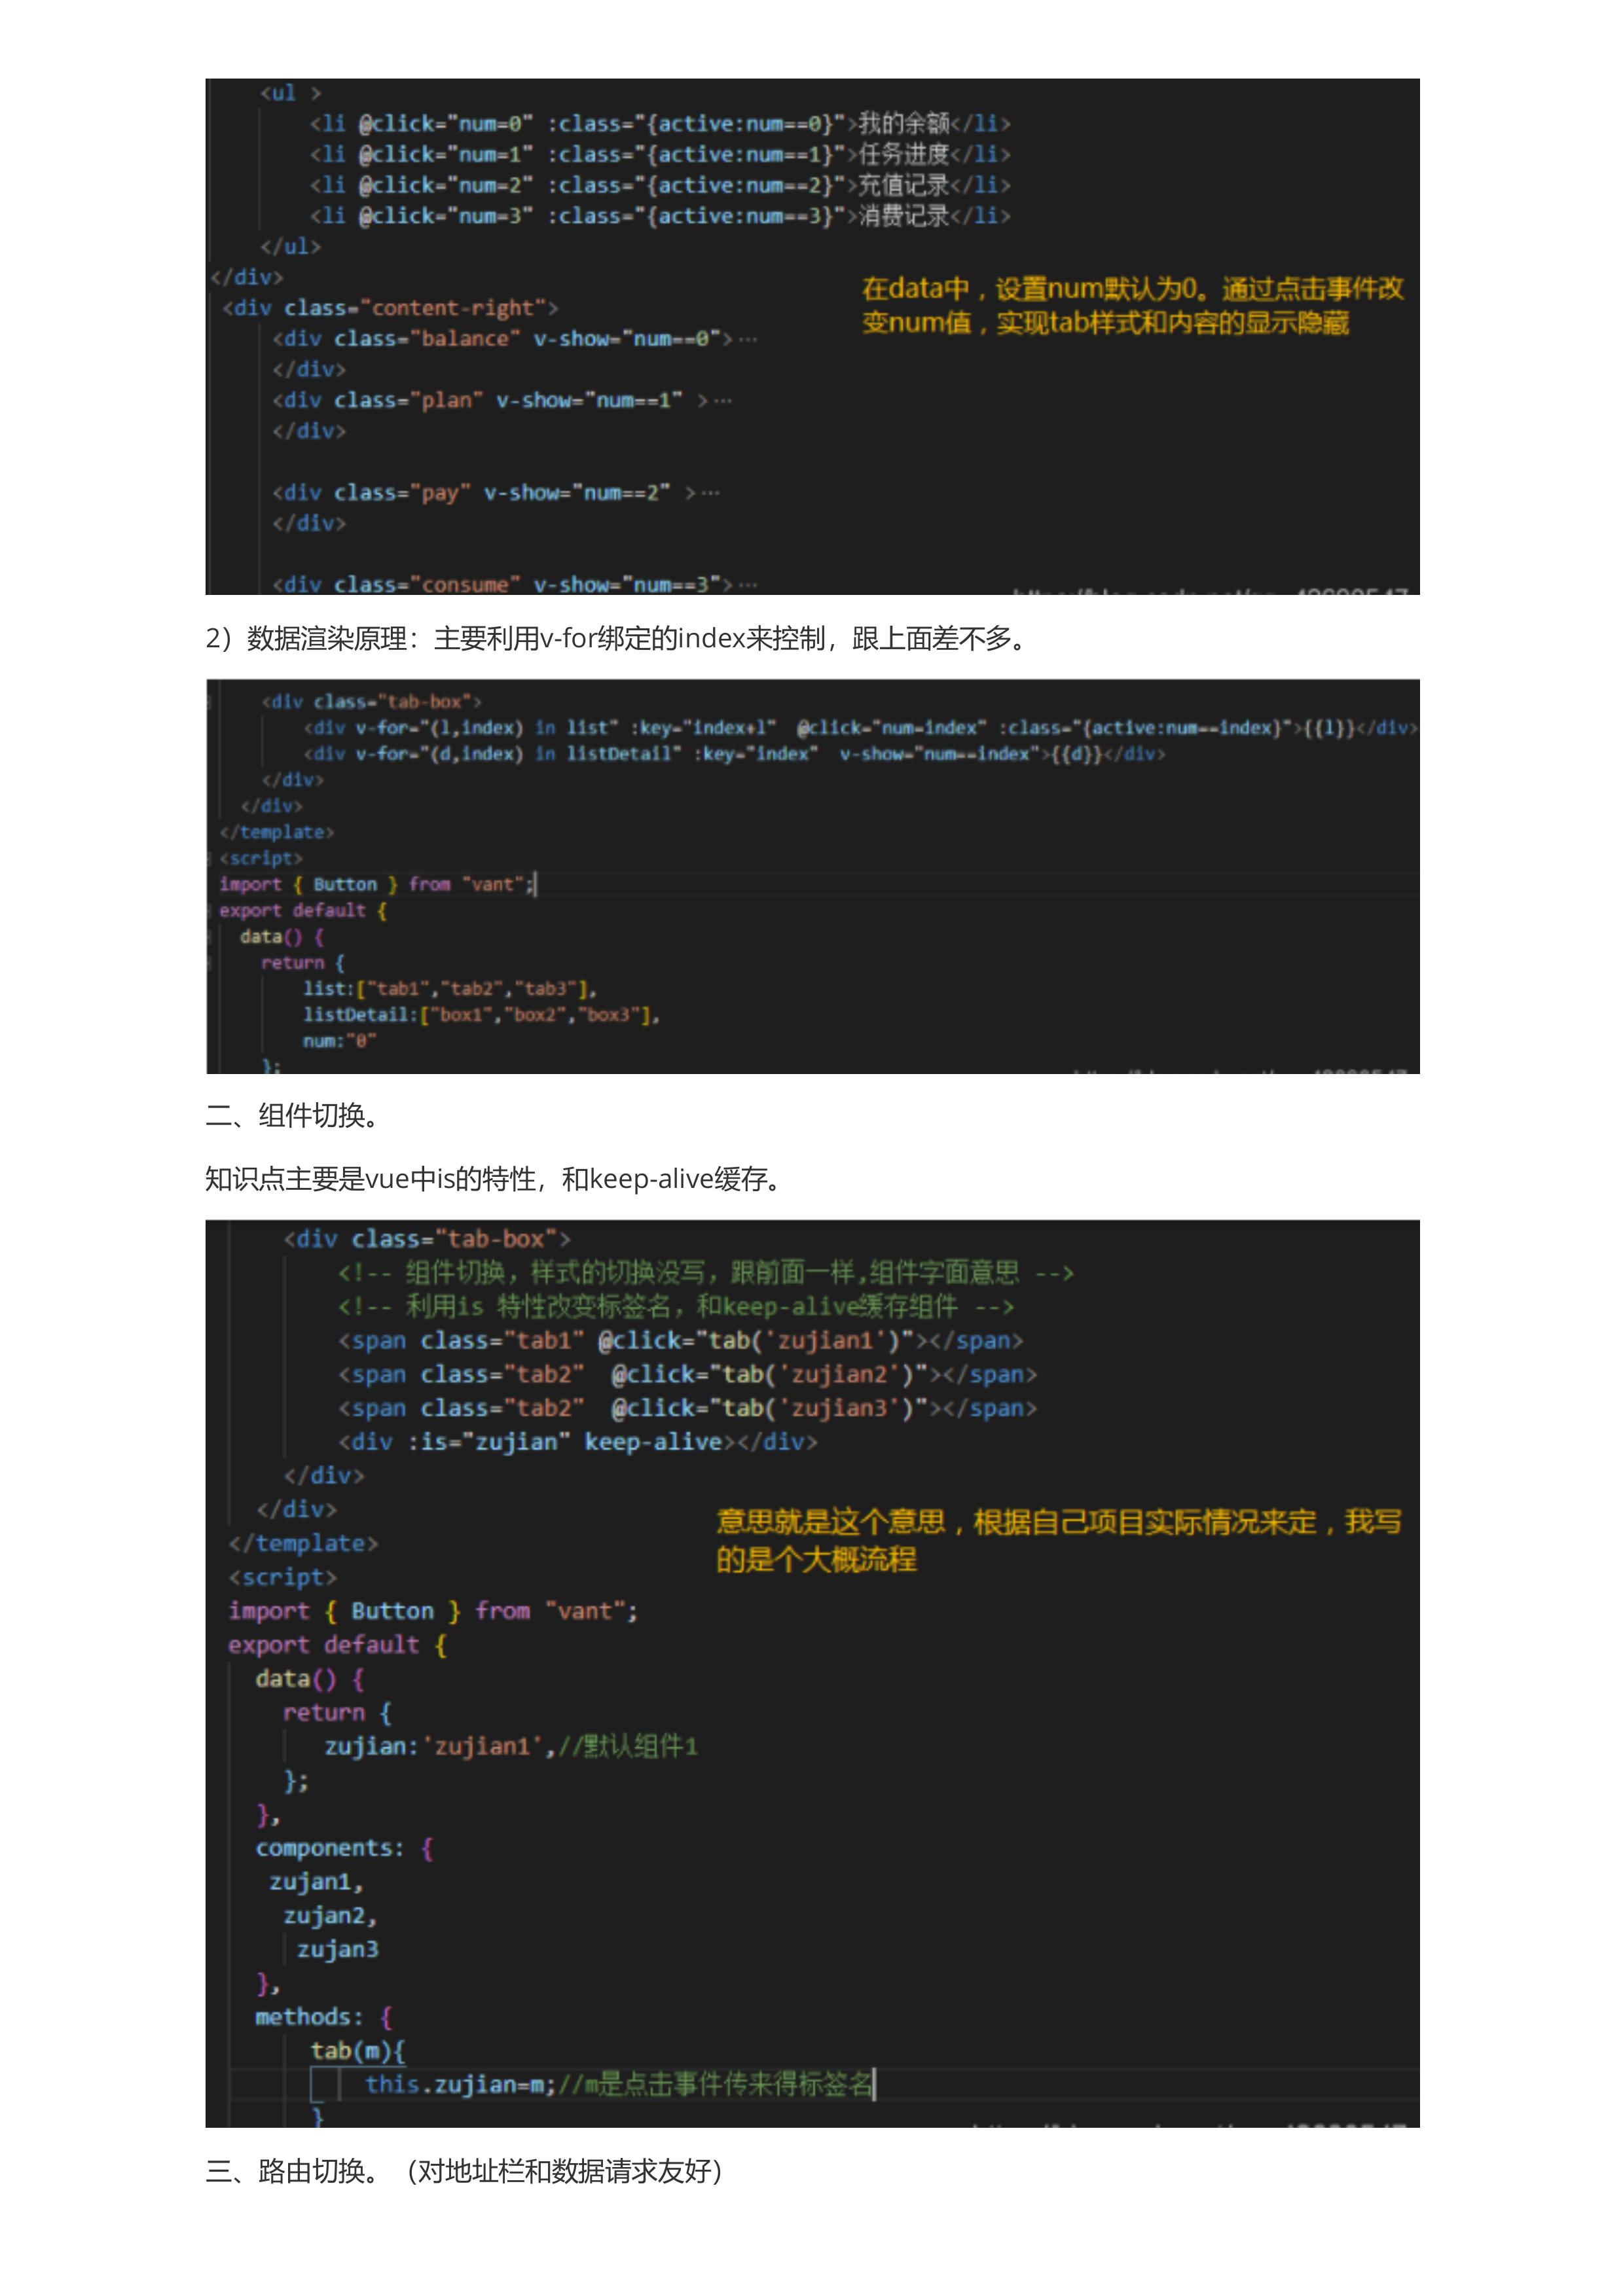 <ul >
<li @click="num=0" :class="{active:num==0}">我的余额</li>
<li @click="num=1" :class="{active:num==1}">任务进度</li>
<li @click="num=2" :class="{active:num==2}">充值记录</li>
<li @click="num=3" :class="{active:num==3}">消费记录</li>
</ul>
</div>
<div class="content-right">
在data中，设置num默认为0。通过点击事件改
变num值，实现tab样式和内容的显示隐藏
<div class="balance" v-show="num==0">···
</div>
<div class="plan" v-show="num==1" >···
</div>
<div class="pay" v-show="num==2" >···
</div>
<div class="consume" v-show="num==3">···
2）数据渲染原理：主要利用v-for绑定的index来控制，跟上面差不多。
<div class="tab-box">
<div v-for="(l,index) in list" :key="index+l"  @click="num=index" :class="{active:num==index}">{{l}}</div>
<div v-for="(d,index) in listDetail" :key="index"  v-show="num==index">{{d}}</div>
</div>
</div>
</template>
<script>
import { Button } from "vant";
export default {
data() {
return {
list:["tab1","tab2","tab3"],
listDetail:["box1","box2","box3"],
num:"0"
};
二、组件切换。
知识点主要是vue中is的特性，和keep-alive缓存。
<div class="tab-box">
<!-- 组件切换，样式的切换没写，跟前面一样,组件字面意思 -->
<!-- 利用is 特性改变标签名，和keep-alive缓存组件 -->
<span class="tab1" @click="tab('zujian1')"></span>
<span class="tab2"  @click="tab('zujian2')"></span>
<span class="tab2"  @click="tab('zujian3')"></span>
<div :is="zujian" keep-alive></div>
</div>
</div>
意思就是这个意思，根据自己项目实际情况来定，我写
的是个大概流程
</template>
<script>
import { Button } from "vant";
export default {
data() {
return {
zujian:'zujian1',//默认组件1
};
},
components: {
zujan1,
zujan2,
zujan3
},
methods: {
tab(m){
this.zujian=m;//m是点击事件传来得标签名
}
三、路由切换。（对地址栏和数据请求友好）